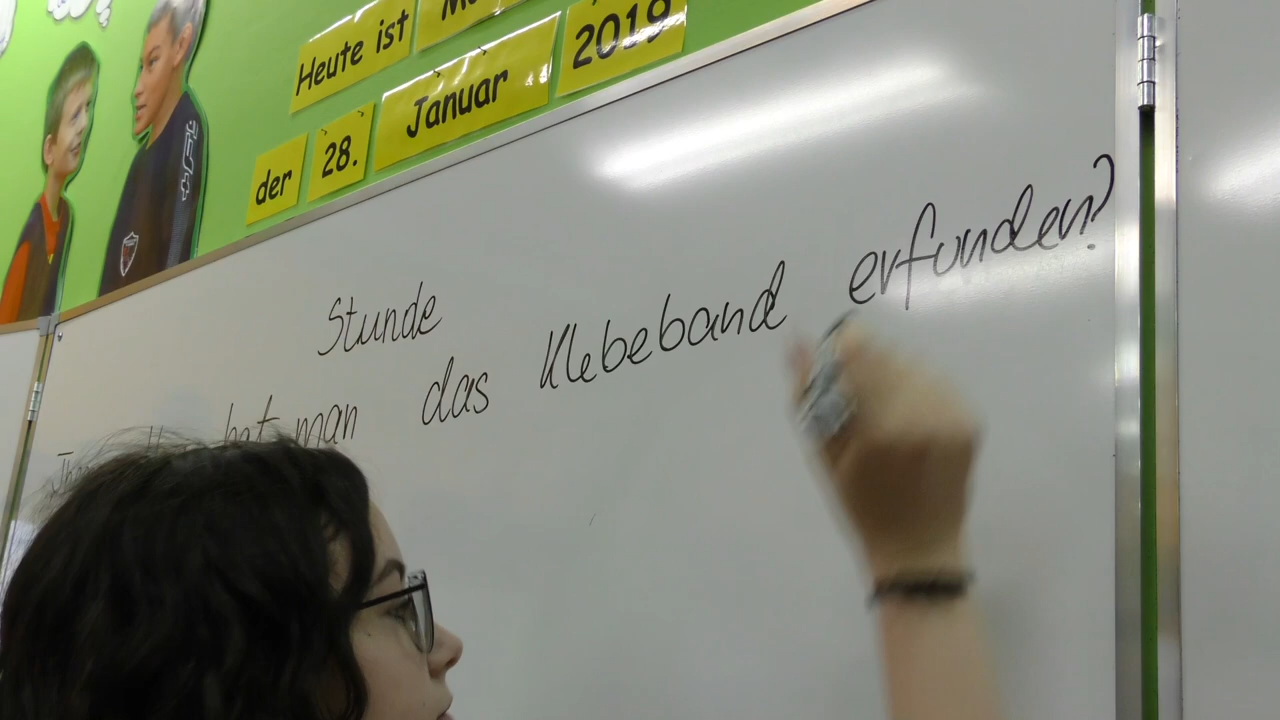 Heute ist
der 28. Januar 2019
Stunde
hat man das Klebeband erfunden?